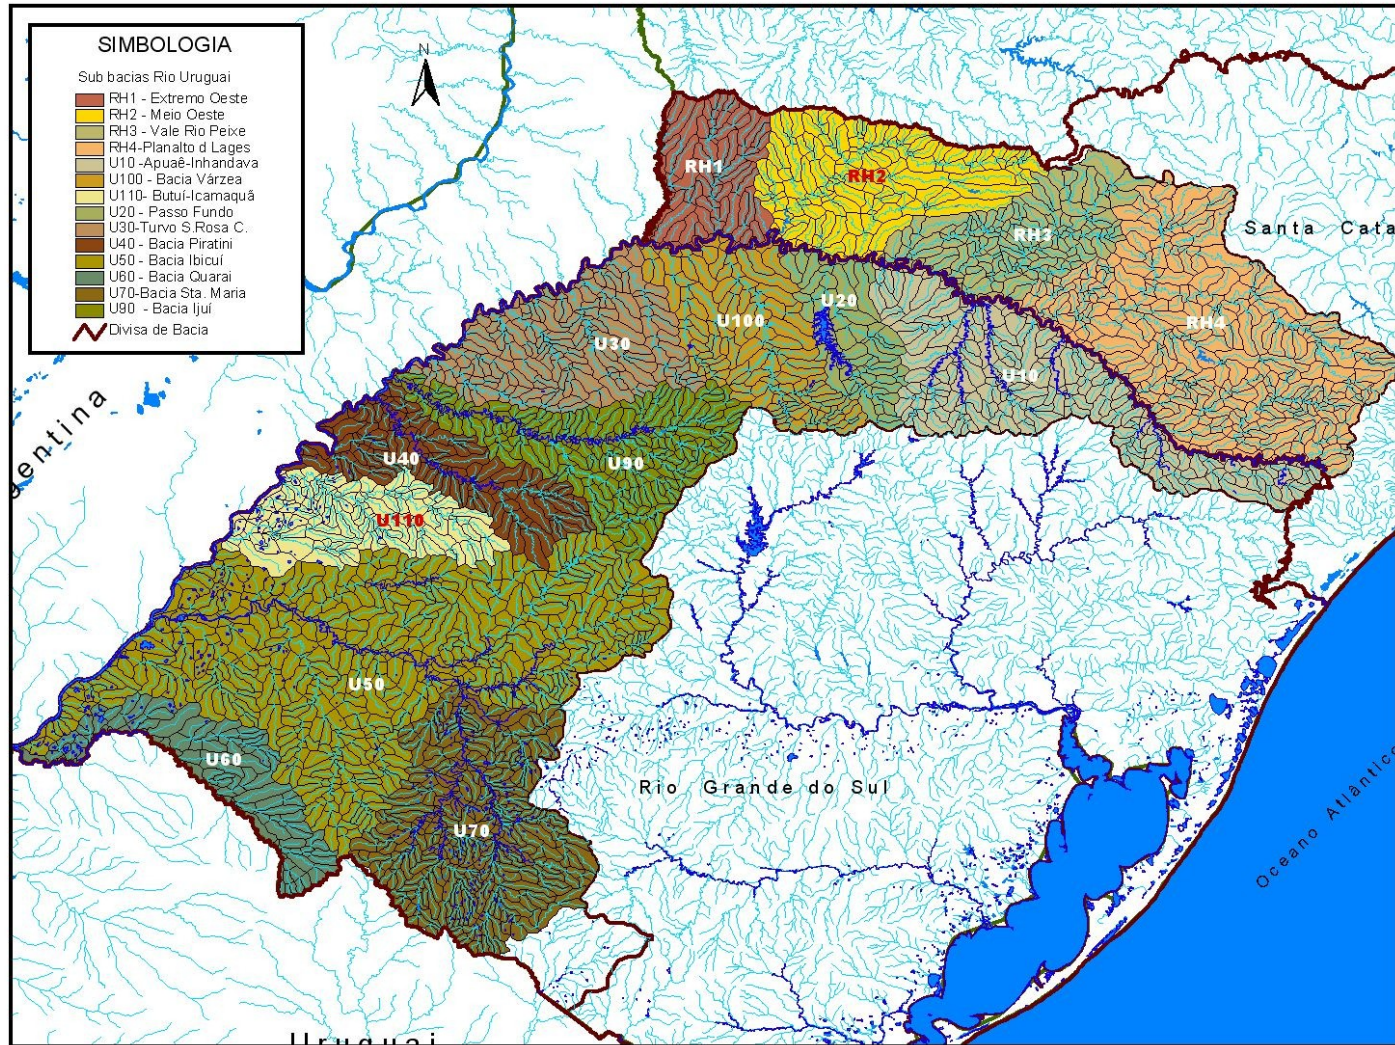 SIMBOLOGIA
Sub bacias Rio Uruguai
RH1 - Extremo Oeste
RH2 - Meio Oeste
RH3 - Vale Rio Peixe
RH4-Planalto d Lages
U10 -Apuaê-Inhandava
U100 - Bacia Várzea
U110- Butuí-Icamaquã
U20 - Passo Fundo
U30-Turvo S.Rosa C.
U40 - Bacia Piratini
U50 - Bacia Ibicuí
U60 - Bacia Quarai
U70-Bacia Sta. Maria
U90 - Bacia Ijuí
Divisa de Bacia
N
RH1
RH2
Santa Cata
RH3
U20
U100
RH4
U30
U10
gentina
U40
U90
U110
U50
U60
Rio Grande do Sul
U70
Oceano Atlântico
Uruguai